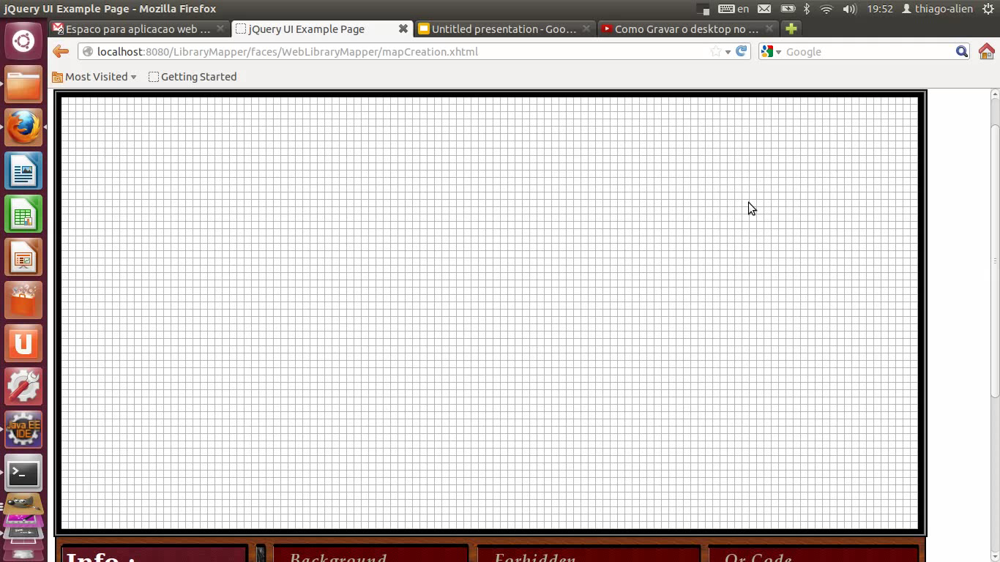 jQuery UI Example Page - Mozilla Firefox
en
19:52
thiago-alien
2
Espaco para aplicacao web ...
jQuery UI Example Page
Untitled presentation - Goo...
Como Gravar o desktop no ...
localhost:8080/LibraryMapper/faces/WebLibraryMapper/mapCreation.xhtml
Google
Most Visited
Getting Started
Java EE
IDE
Info :
Background
Forbidden
Qr Code